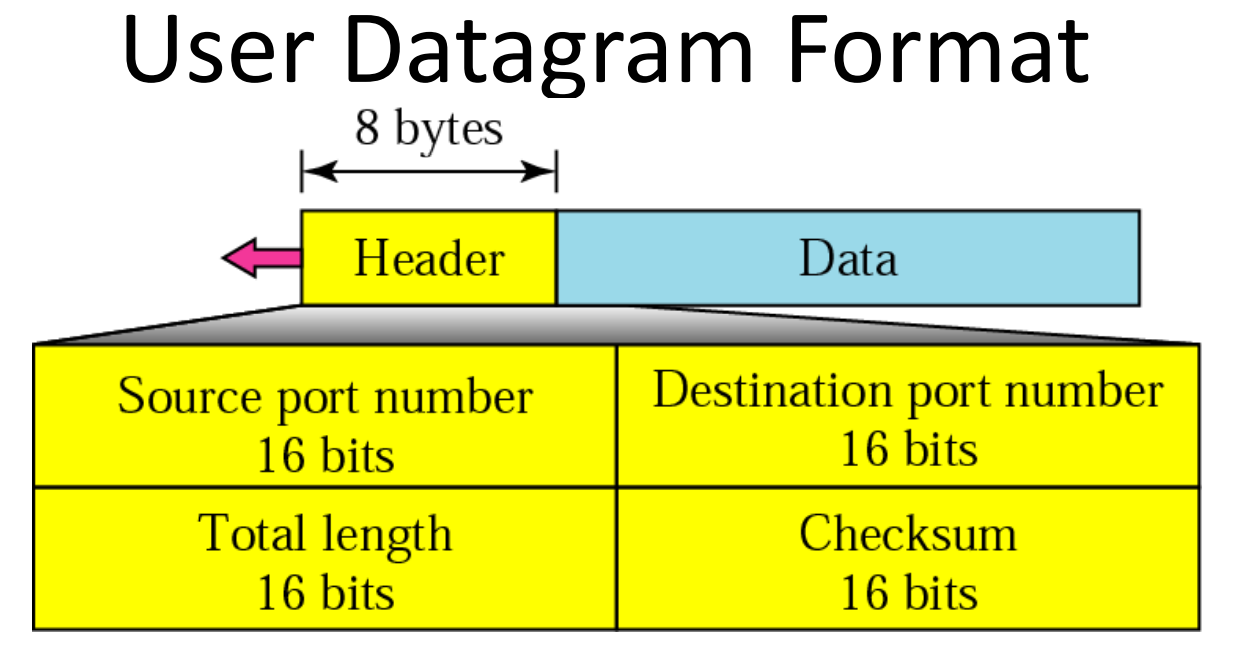 User Datagram Format
8 bytes
Header
Data
Source port number
16 bits
Destination port number
16 bits
Total length
16 bits
Checksum
16 bits